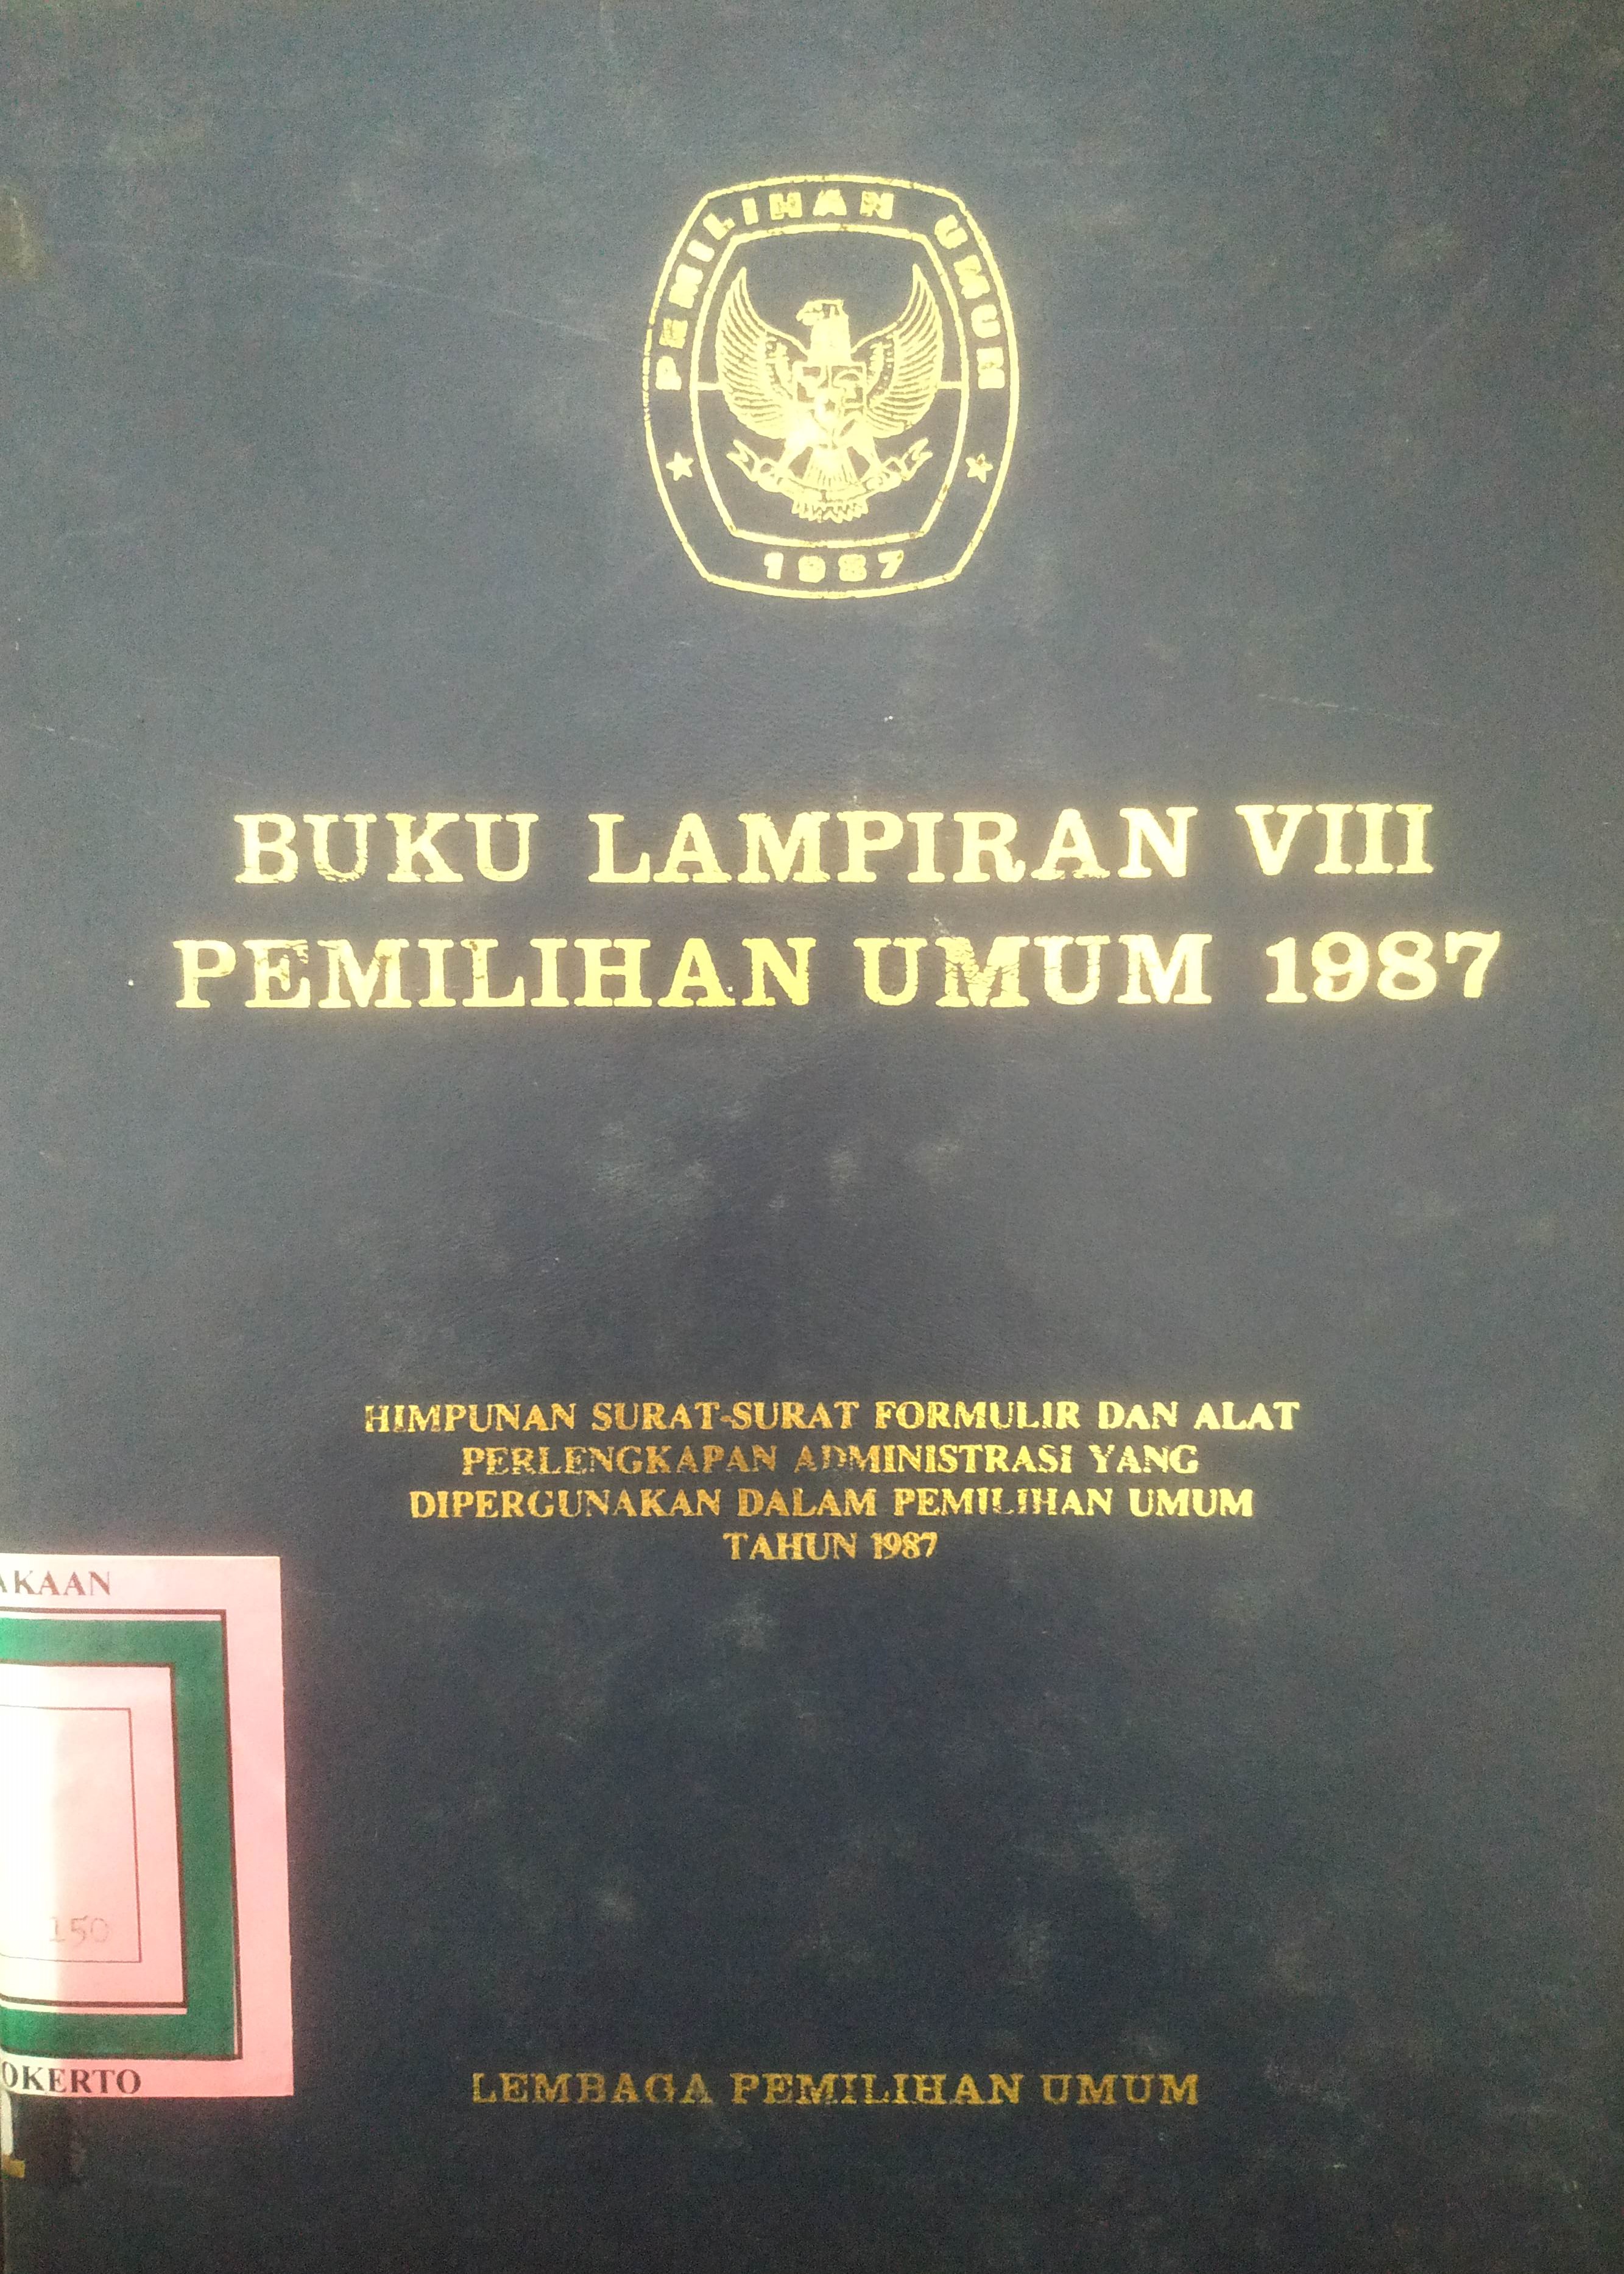 PEMILIHAN UMUM
1987
BUKU LAMPIRAN VIII
PEMILIHAN UMUM 1987
HIMPUNAN SURAT-SURAT FORMULIR DAN ALAT
PERLENGKAPAN ADMINISTRASI YANG
DIPERGUNAKAN DALAM PEMILIHAN UMUM
TAHUN 1987
AKAAN
150
OKERTO
LEMBAGA PEMILIHAN UMUM